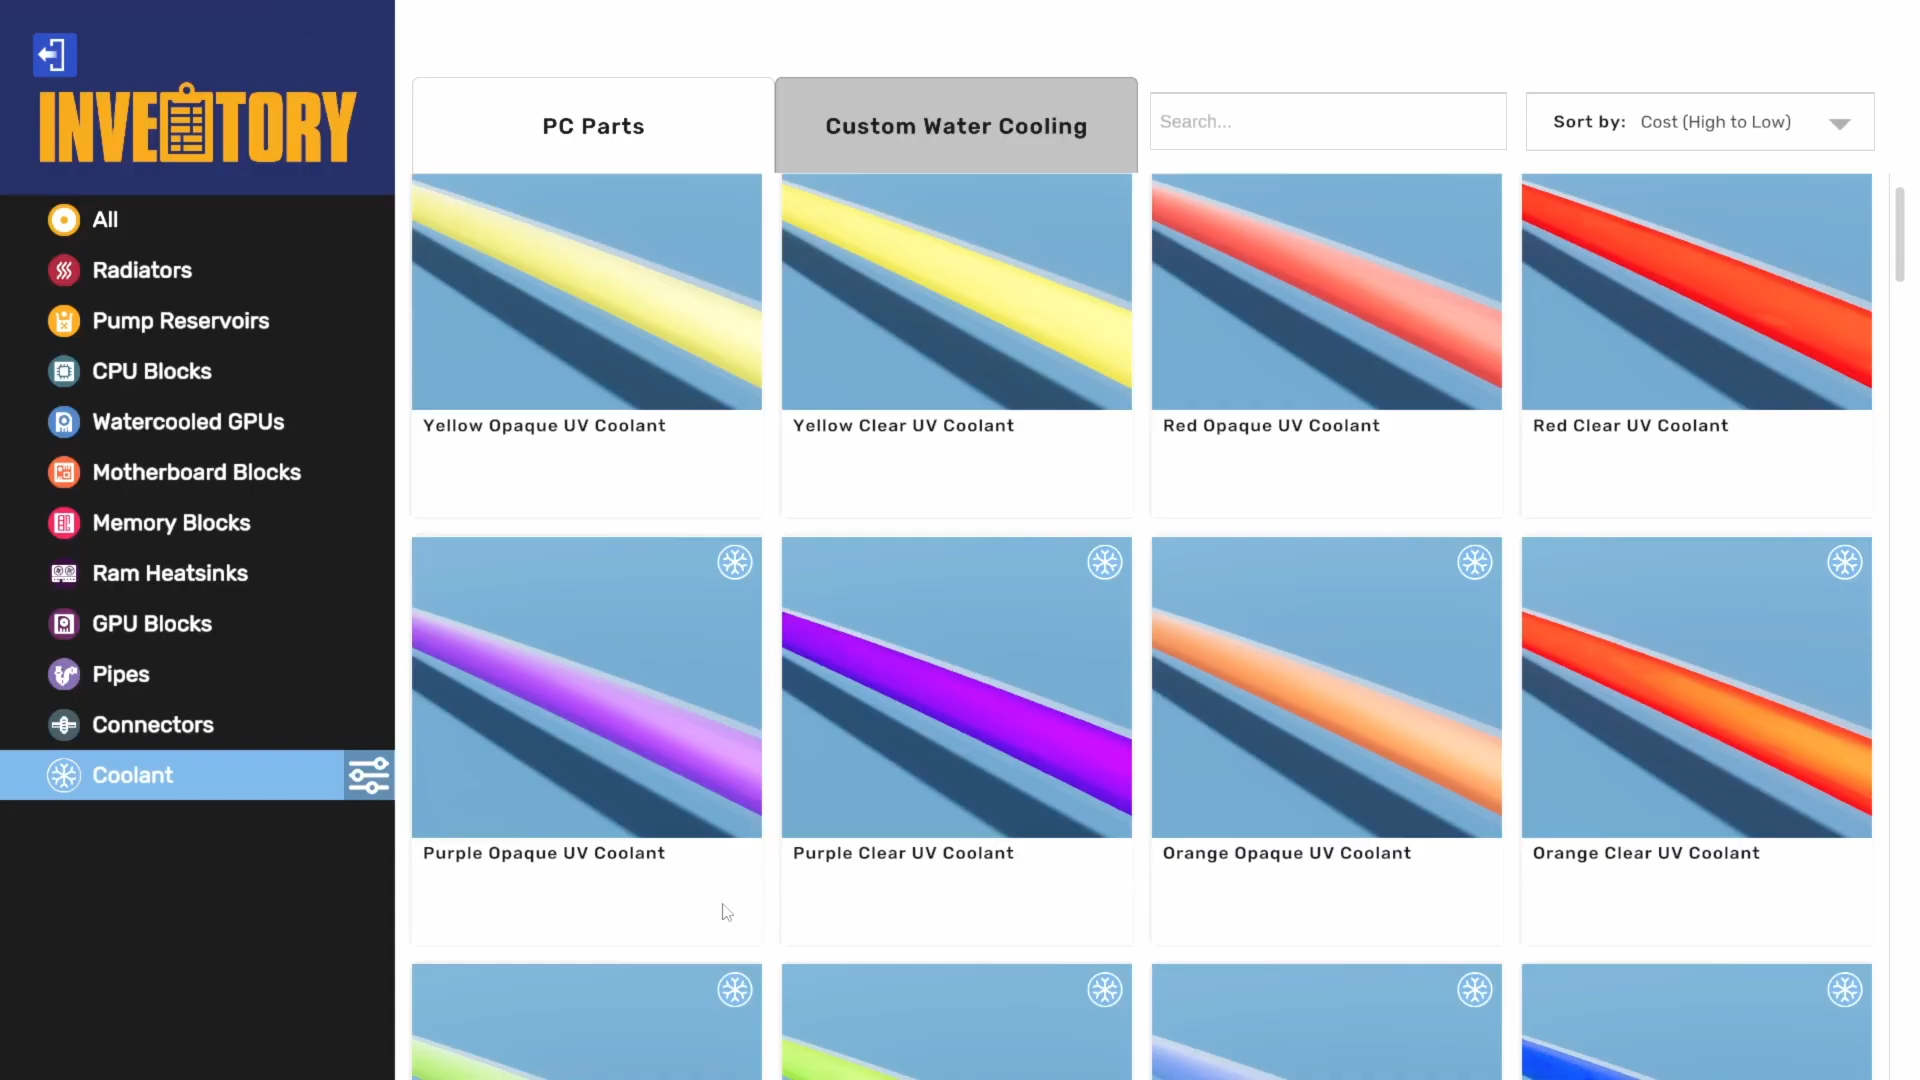 INVENTORY
All
Radiators
Pump Reservoirs
CPU Blocks
Watercooled GPUs
Motherboard Blocks
Memory Blocks
Ram Heatsinks
GPU Blocks
Pipes
Connectors
Coolant
PC Parts
Custom Water Cooling
Search...
Sort by: Cost (High to Low)
Yellow Opaque UV Coolant
Yellow Clear UV Coolant
Red Opaque UV Coolant
Red Clear UV Coolant
Purple Opaque UV Coolant
Purple Clear UV Coolant
Orange Opaque UV Coolant
Orange Clear UV Coolant